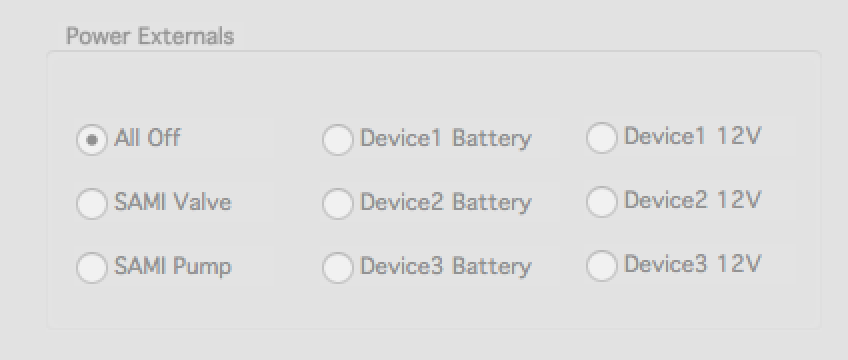 Power Externals
All Off
Device1 Battery
Device1 12V
SAMI Valve
Device2 Battery
Device2 12V
SAMI Pump
Device3 Battery
Device3 12V